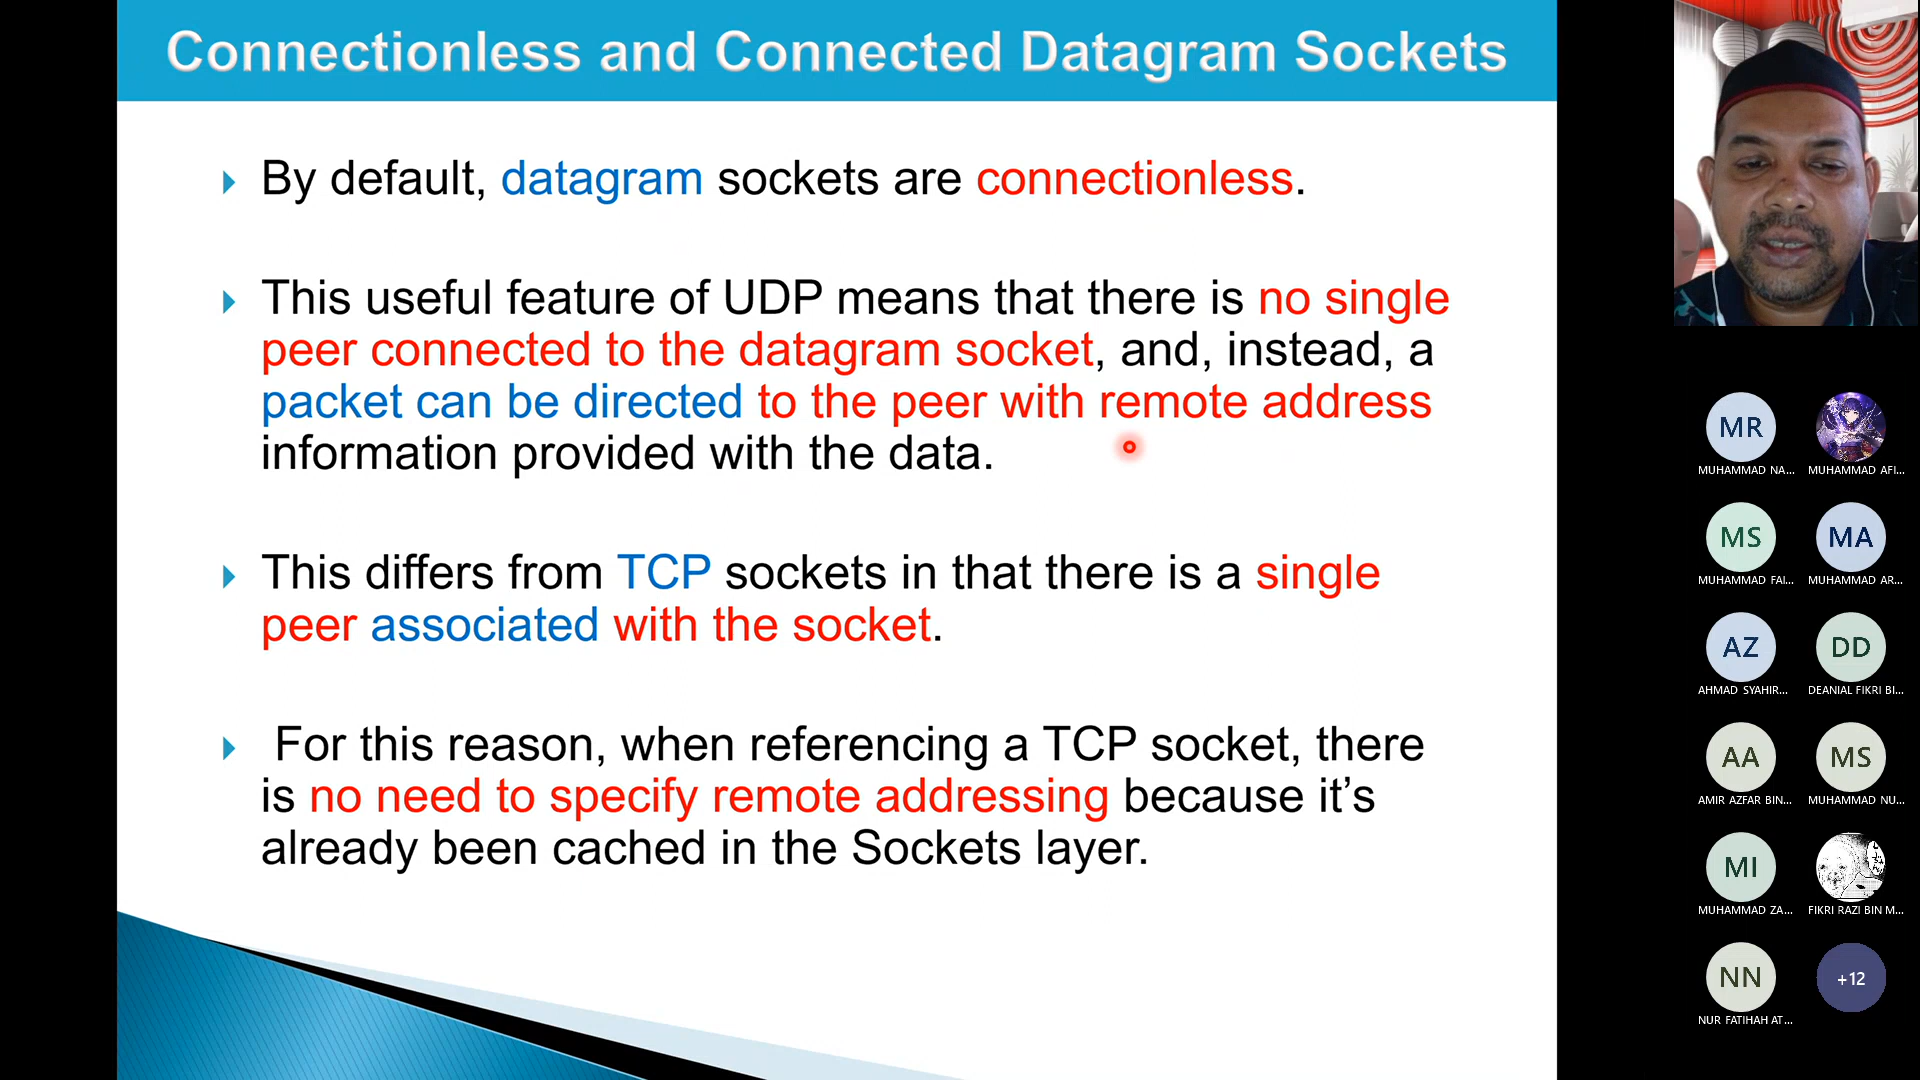 Connectionless and Connected Datagram Sockets
By default, datagram sockets are connectionless.
This useful feature of UDP means that there is no single
peer connected to the datagram socket, and, instead, a
packet can be directed to the peer with remote address
information provided with the data.
This differs from TCP sockets in that there is a single
peer associated with the socket.
For this reason, when referencing a TCP socket, there
is no need to specify remote addressing because it’s
already been cached in the Sockets layer.
MR
MUHAMMAD NA...
MUHAMMAD AFI...
MS
MUHAMMAD FAI...
MA
MUHAMMAD AR...
AZ
AHMAD SYAHIR...
DD
DEANIAL FIKRI BI...
AA
AMIR AZFAR BIN...
MS
MUHAMMAD NU...
MI
MUHAMMAD ZA...
FIKRI RAZI BIN M...
NN
NUR FATIHAH AT...
+12